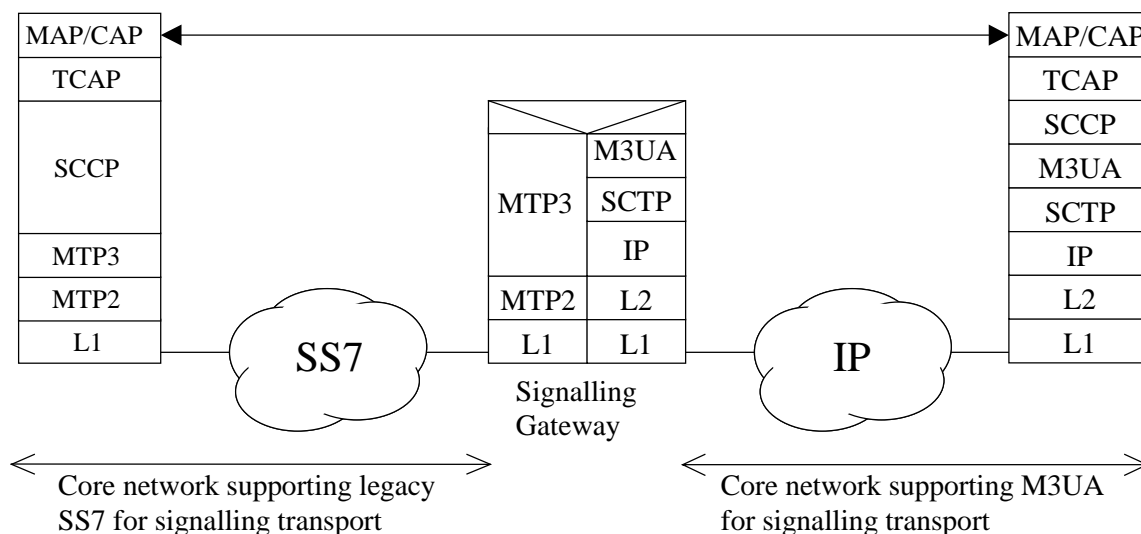 MAP/CAP
TCAP
SCCP
MTP3
MTP2
L1
SS7
MTP3
MTP2
L1
M3UA
SCTP
IP
L2
L1
Signalling
Gateway
IP
MAP/CAP
TCAP
SCCP
M3UA
SCTP
IP
L2
L1
Core network supporting legacy
SS7 for signalling transport
Core network supporting M3UA
for signalling transport